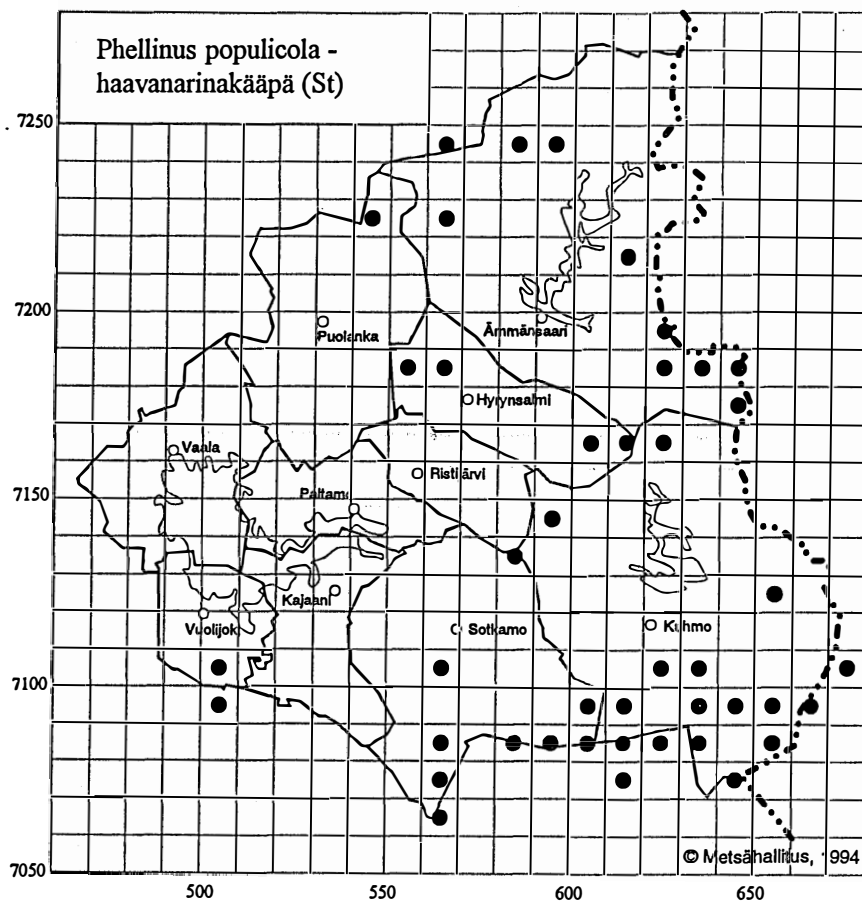 Phellinus populicola -
haavanarinakääpä (St)
7250
7200
Puolanka
Ämmänsaari
Hyrynsalmi
Vaala
Ristijärvi
7150
Paltamo
Kajaani
Vuolijok
Sotkamo
Kuhmo
7100
7050
© Metsähallitus, 1994
500
550
600
650